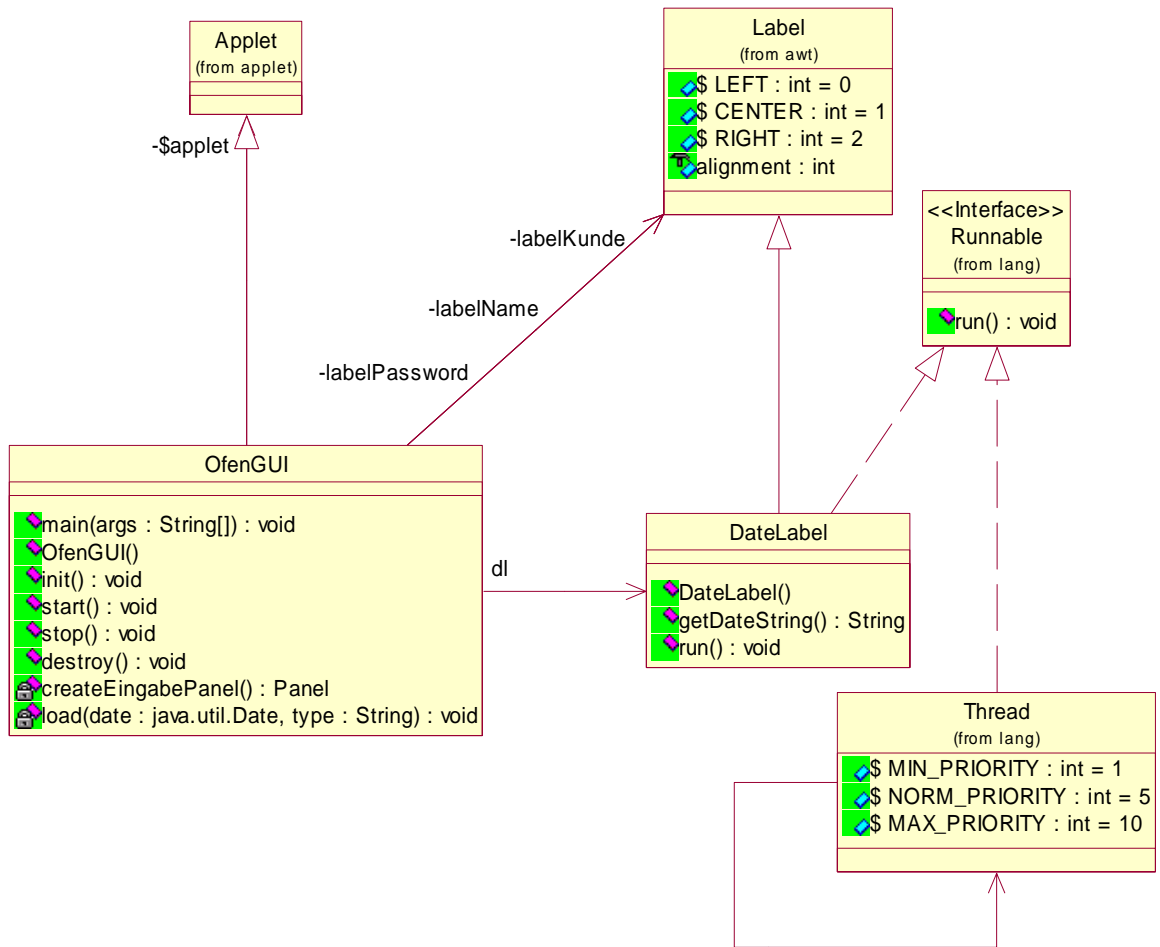 Applet
(from applet)
-$applet
Label
(from awt)
$ LEFT : int = 0
$ CENTER : int = 1
$ RIGHT : int = 2
alignment : int
<<Interface>>
Runnable
(from lang)
run() : void
-labelKunde
-labelName
-labelPassword
OfenGUI
main(args : String[]) : void
OfenGUI()
init() : void
start() : void
stop() : void
destroy() : void
createEingabePanel() : Panel
load(date : java.util.Date, type : String) : void
dl
DateLabel
DateLabel()
getDateString() : String
run() : void
Thread
(from lang)
$ MIN_PRIORITY : int = 1
$ NORM_PRIORITY : int = 5
$ MAX_PRIORITY : int = 10